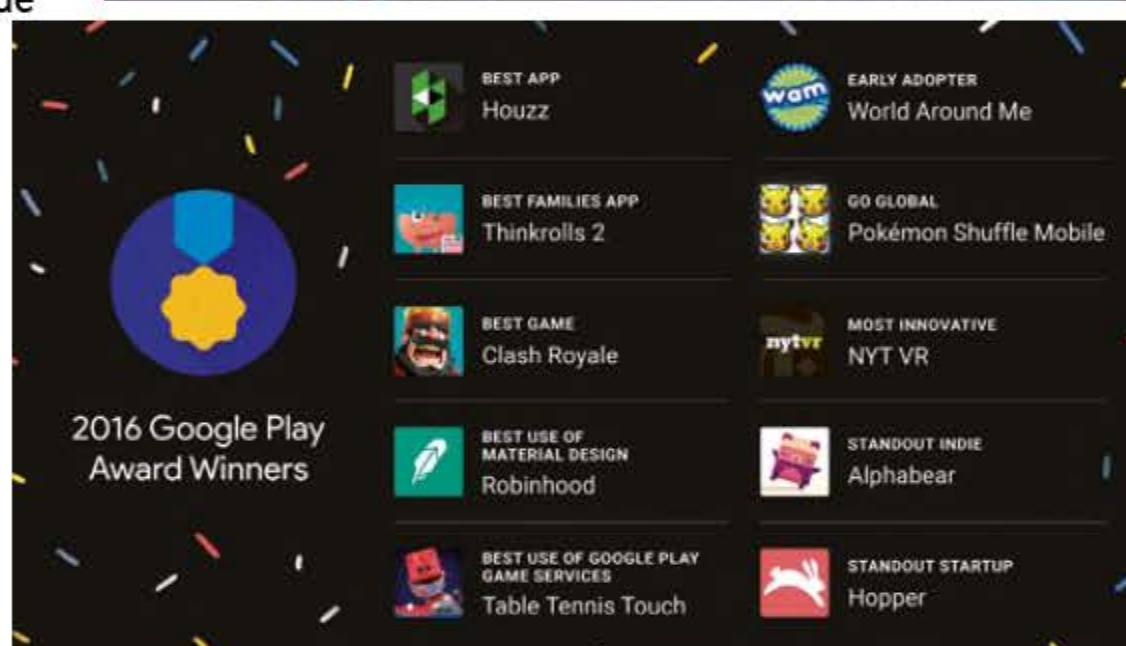 2016 Google Play
Award Winners
BEST APP
Houzz
BEST FAMILIES APP
Thinkrolls 2
BEST GAME
Clash Royale
BEST USE OF
MATERIAL DESIGN
Robinhood
BEST USE OF GOOGLE PLAY
GAME SERVICES
Table Tennis Touch
wam
EARLY ADOPTER
World Around Me
GO GLOBAL
Pokémon Shuffle Mobile
nytvr
MOST INNOVATIVE
NYT VR
STANDOUT INDIE
Alphabear
STANDOUT STARTUP
Hopper